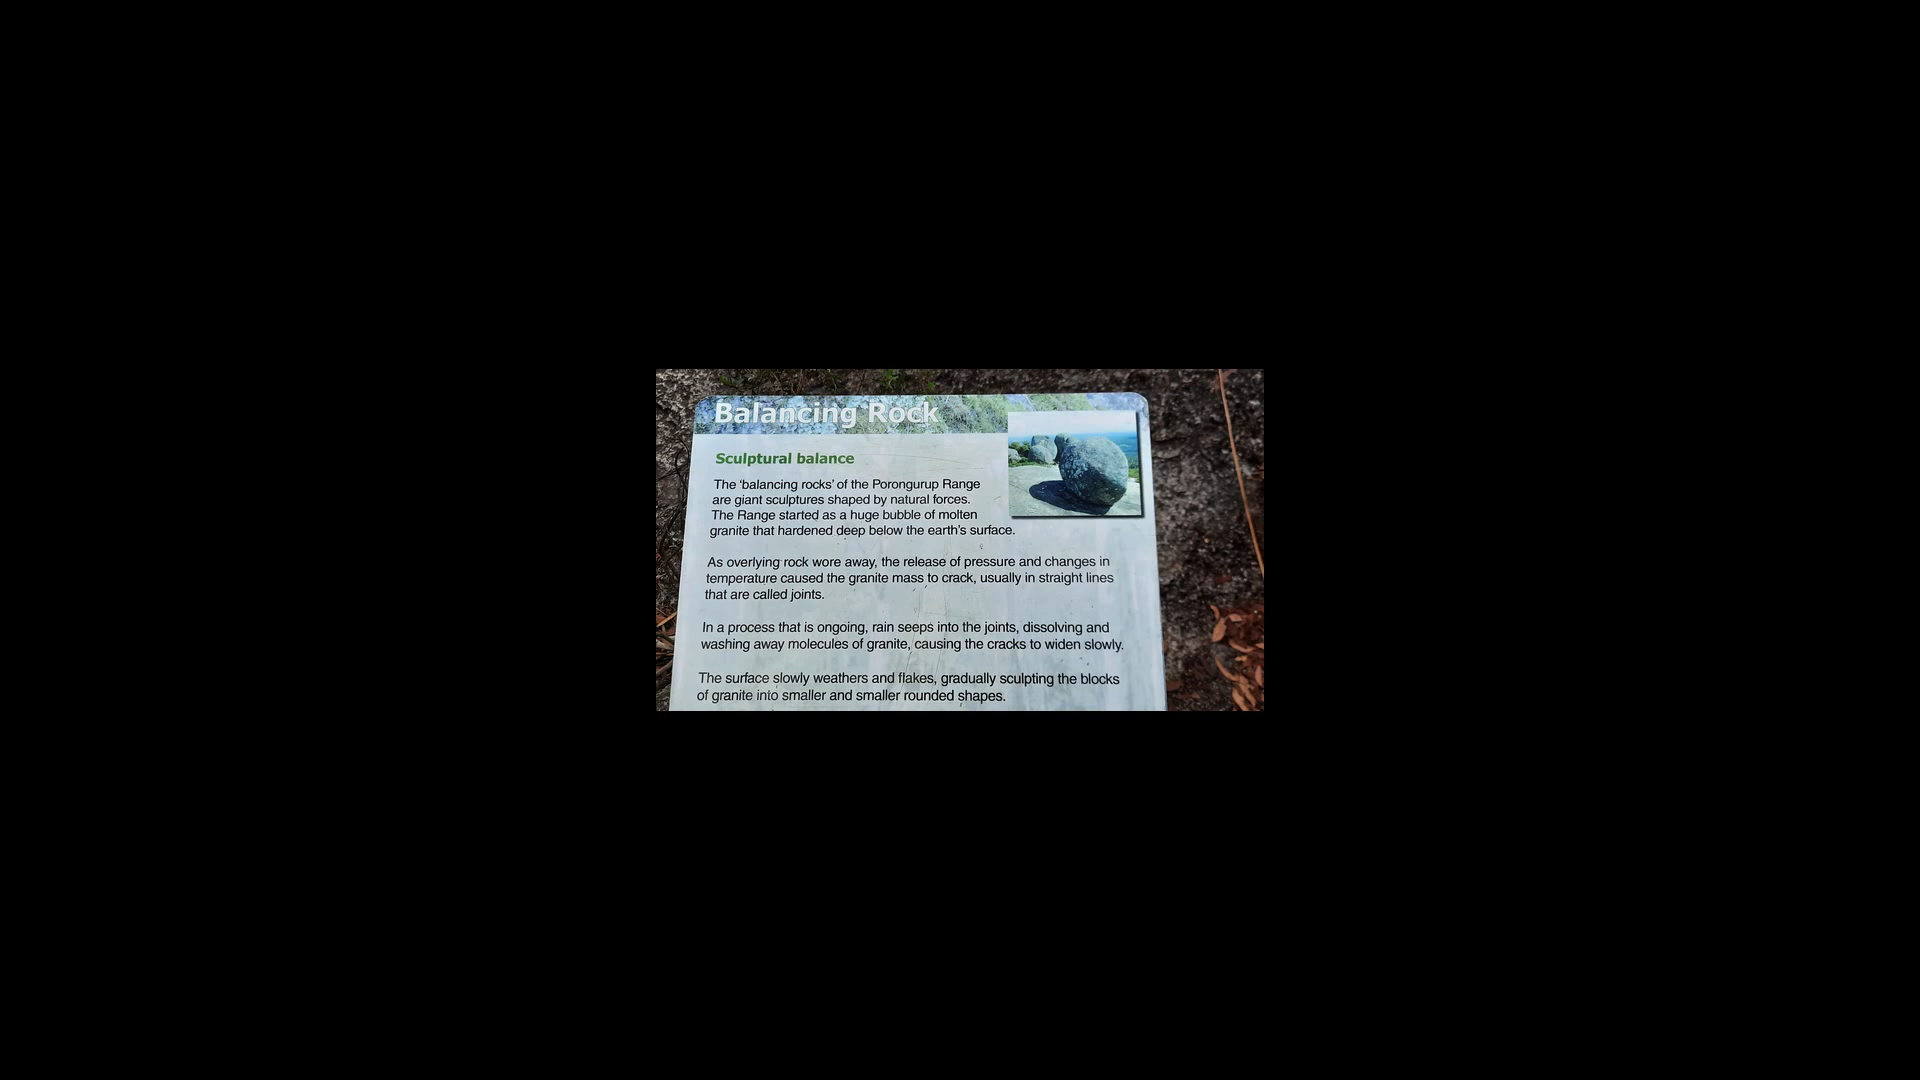 Balancing Rock
Sculptural balance
The ‘balancing rocks’ of the Porongurup Range
are giant sculptures shaped by natural forces.
The Range started as a huge bubble of molten
granite that hardened deep below the earth’s surface.
As overlying rock wore away, the release of pressure and changes in
temperature caused the granite mass to crack, usually in straight lines
that are called joints.
In a process that is ongoing, rain seeps into the joints, dissolving and
washing away molecules of granite, causing the cracks to widen slowly.
The surface slowly weathers and flakes, gradually sculpting the blocks
of granite into smaller and smaller rounded shapes.